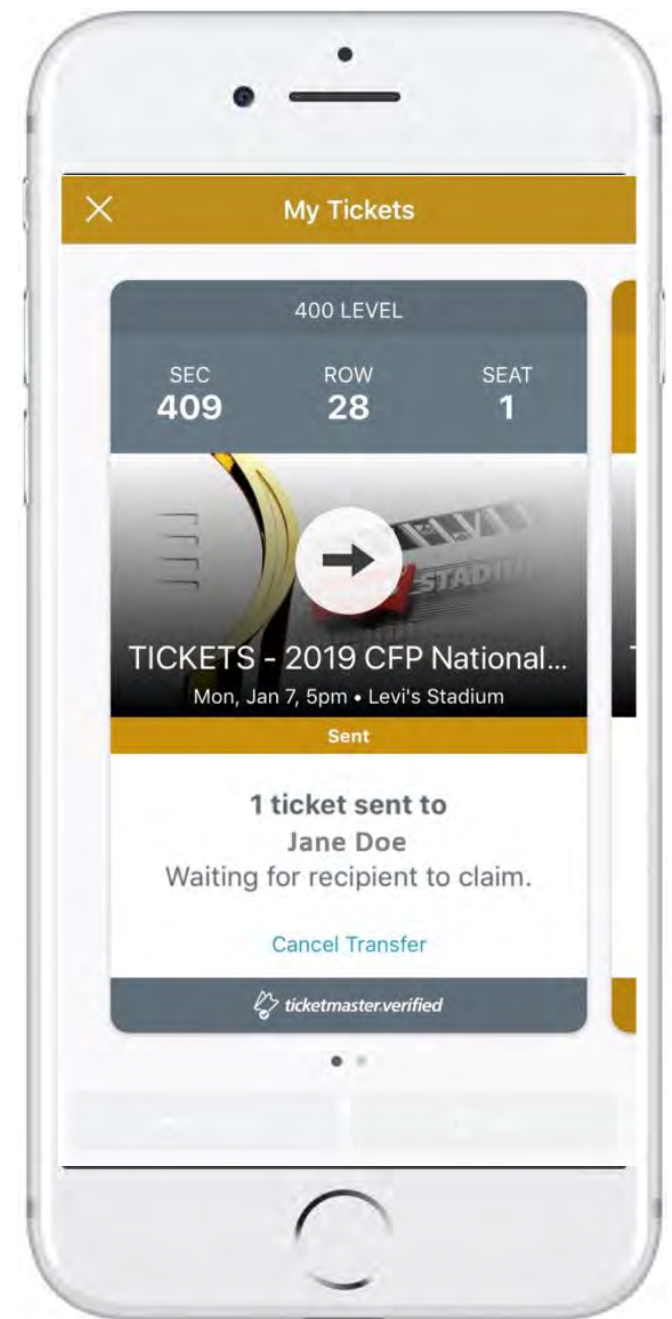 My Tickets
400 LEVEL
SEC ROW SEAT
409 28 1
STADIU
TICKETS - 2019 CFP National...
Mon, Jan 7, 5pm • Levi's Stadium
Sent
1 ticket sent to
Jane Doe
Waiting for recipient to claim.
Cancel Transfer
ticketmaster.verified